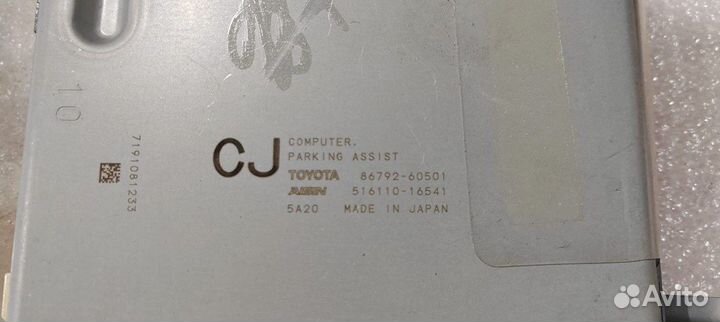 10
7191081233
CJ
COMPUTER,
PARKING ASSIST
TOYOTA 86792-60501
AISIN 516110-16541
5A20 MADE IN JAPAN
Avito